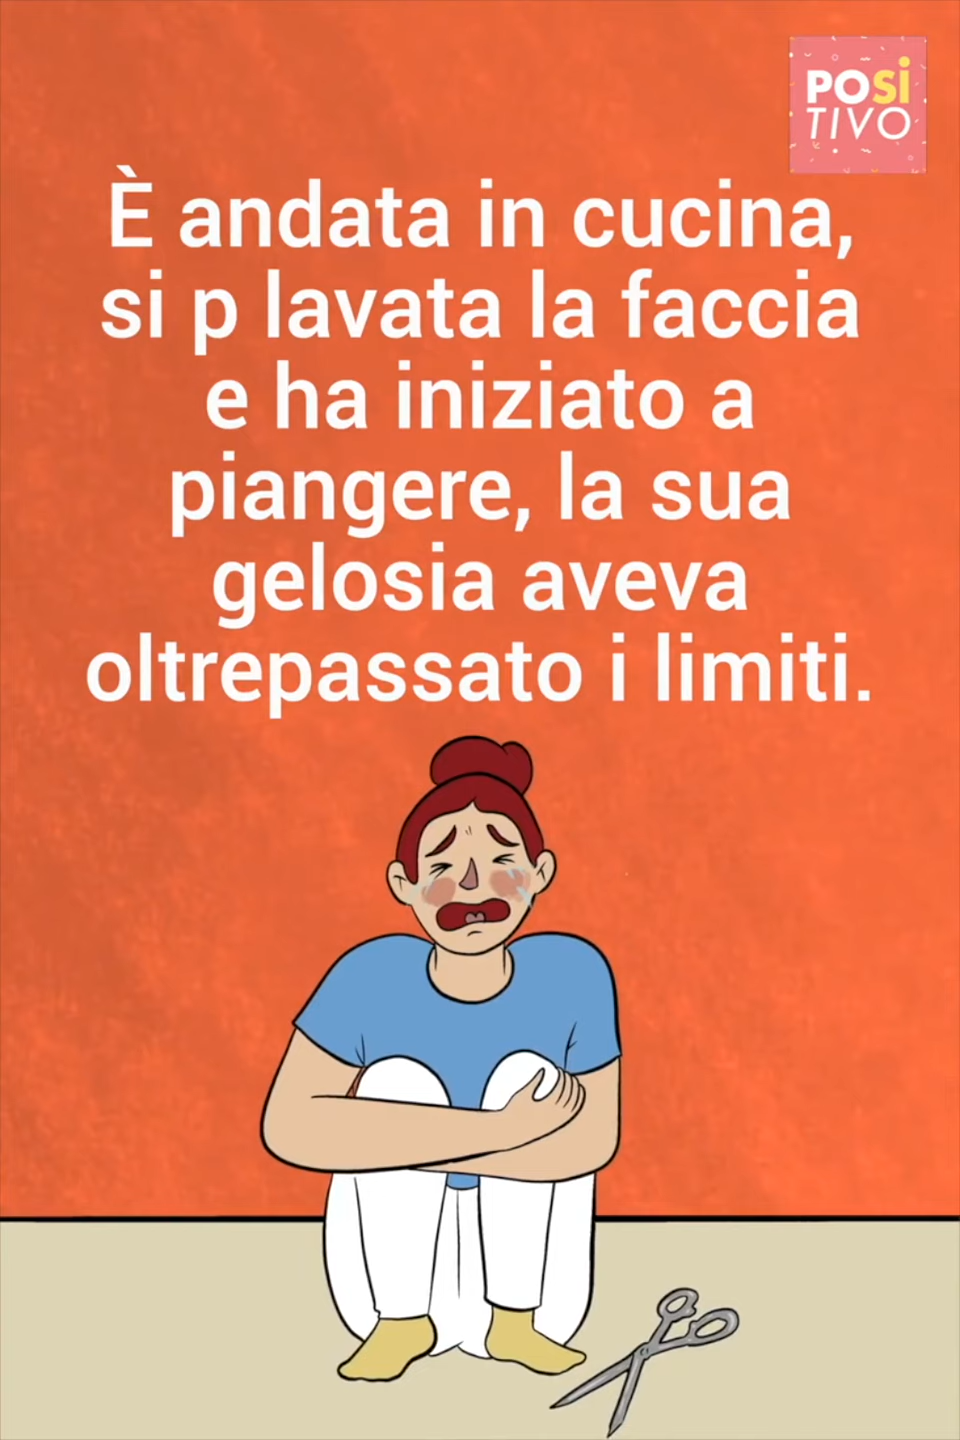 POSİ
TIVO
È andata in cucina,
si p lavata la faccia
e ha iniziato a
piangere, la sua
gelosia aveva
oltrepassato i limiti.